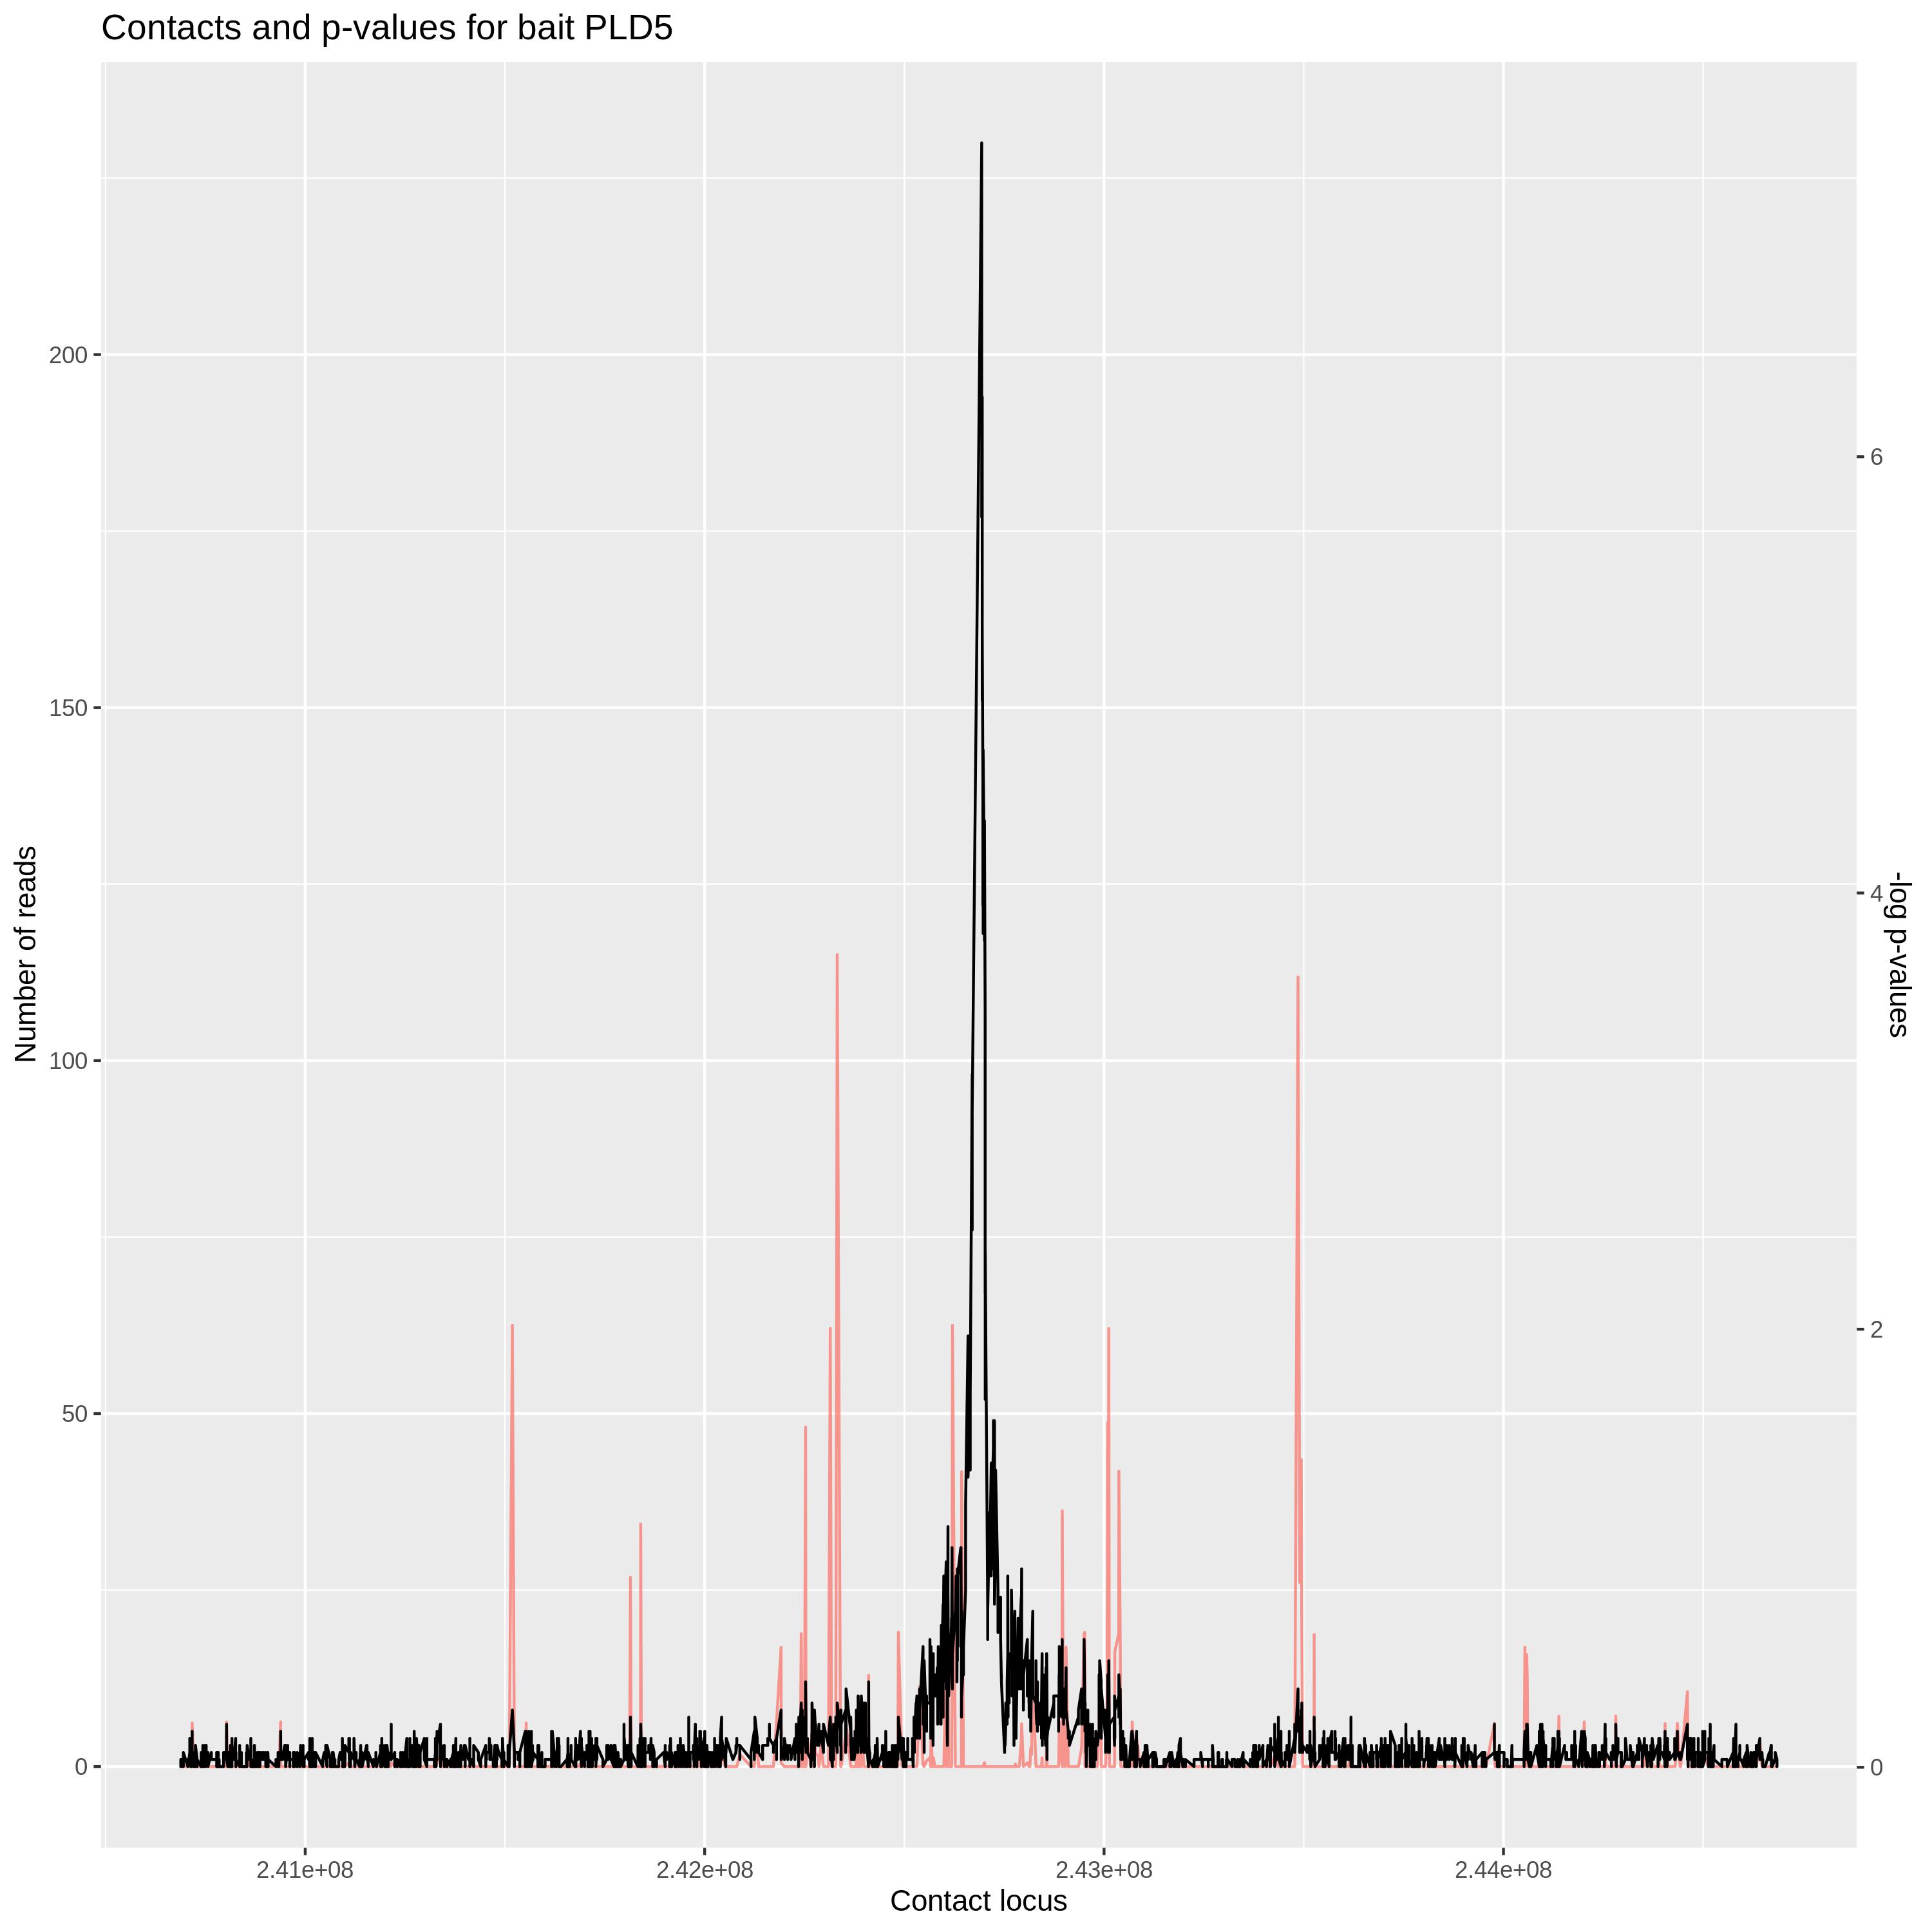 Contacts and p-values for bait PLD5
200
150
100
50
0
Number of reads
6
4
2
0
-log p-values
2.41e+08
2.42e+08
2.43e+08
2.44e+08
Contact locus